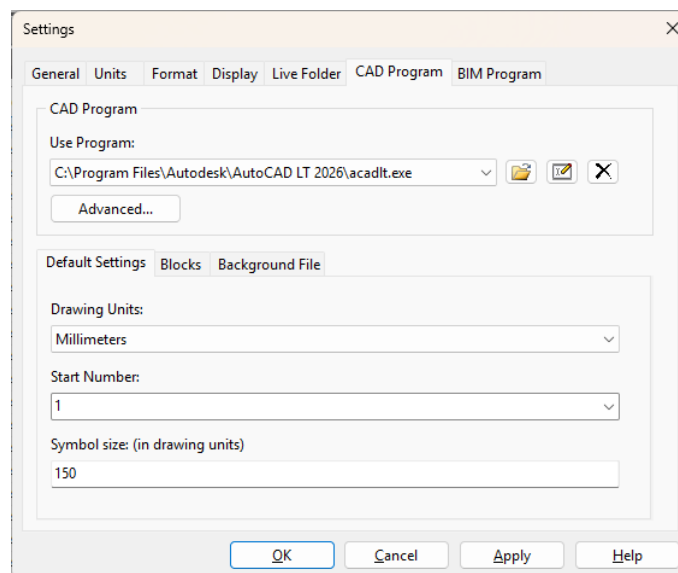 Settings
General Units Format Display Live Folder CAD Program BIM Program
CAD Program
Use Program:
C:\Program Files\Autodesk\AutoCAD LT 2026\acadlt.exe
Advanced...
Default Settings Blocks Background File
Drawing Units:
Millimeters
Start Number:
1
Symbol size: (in drawing units)
150
OK Cancel Apply Help